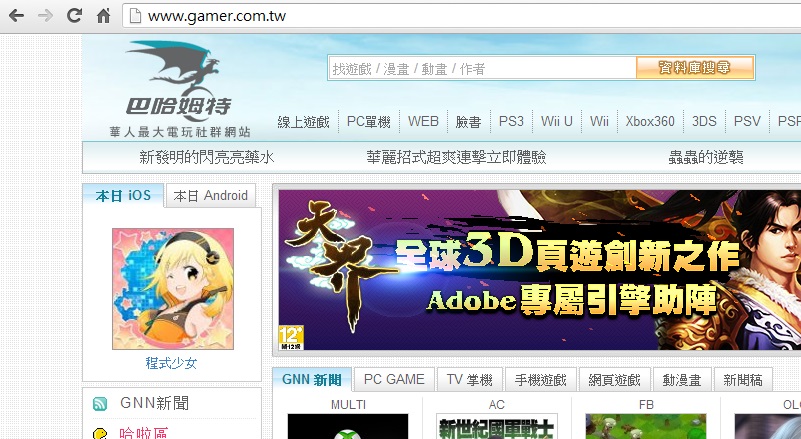 www.gamer.com.tw
巴哈姆特
華人最大電玩社群網站
找遊戲 / 漫畫 / 動畫 / 作者
資料庫搜尋
線上遊戲 PC單機 WEB 臉書 PS3 Wii U Wii Xbox360 3DS PSV PSP
新發明的閃亮亮藥水 華麗招式超爽連擊立即體驗 蟲蟲的逆襲
本日 iOS 本日 Android
程式少女
天界
全球3D頁遊創新之作
Adobe專屬引擎助陣
12+
GNN新聞
哈啦區
GNN 新聞 PC GAME TV 掌機 手機遊戲 網頁遊戲 動漫畫 新聞稿
MULTI AC FB OLG
新世紀國軍戰士